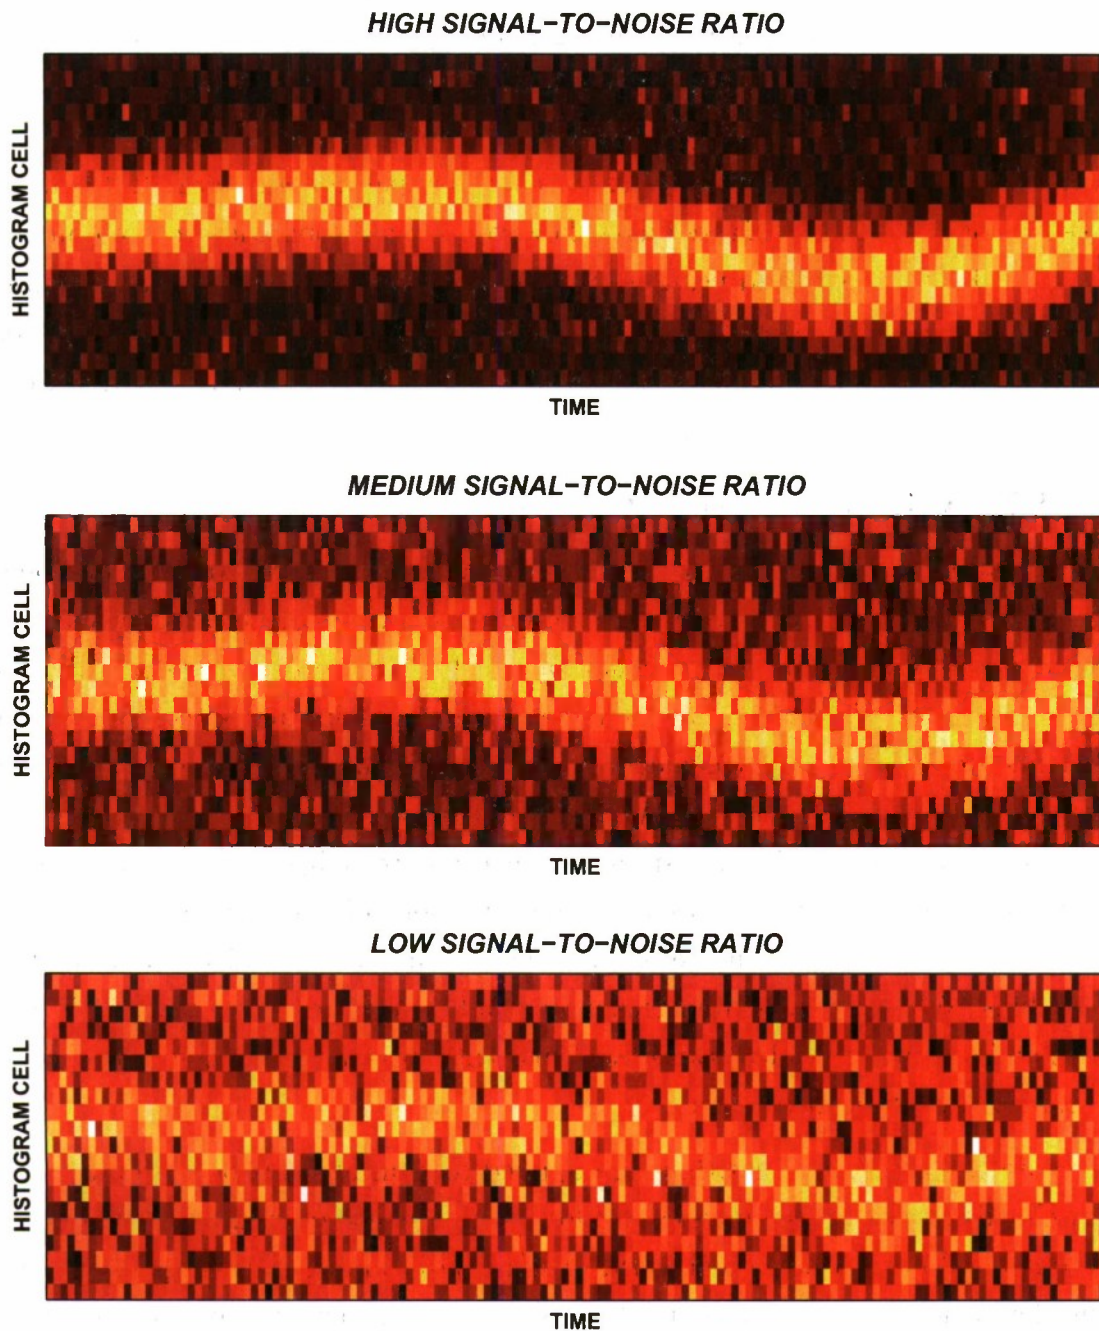 HIGH SIGNAL−TO−NOISE RATIO
HISTOGRAM CELL
TIME
MEDIUM SIGNAL−TO−NOISE RATIO
HISTOGRAM CELL
TIME
LOW SIGNAL−TO−NOISE RATIO
HISTOGRAM CELL
TIME